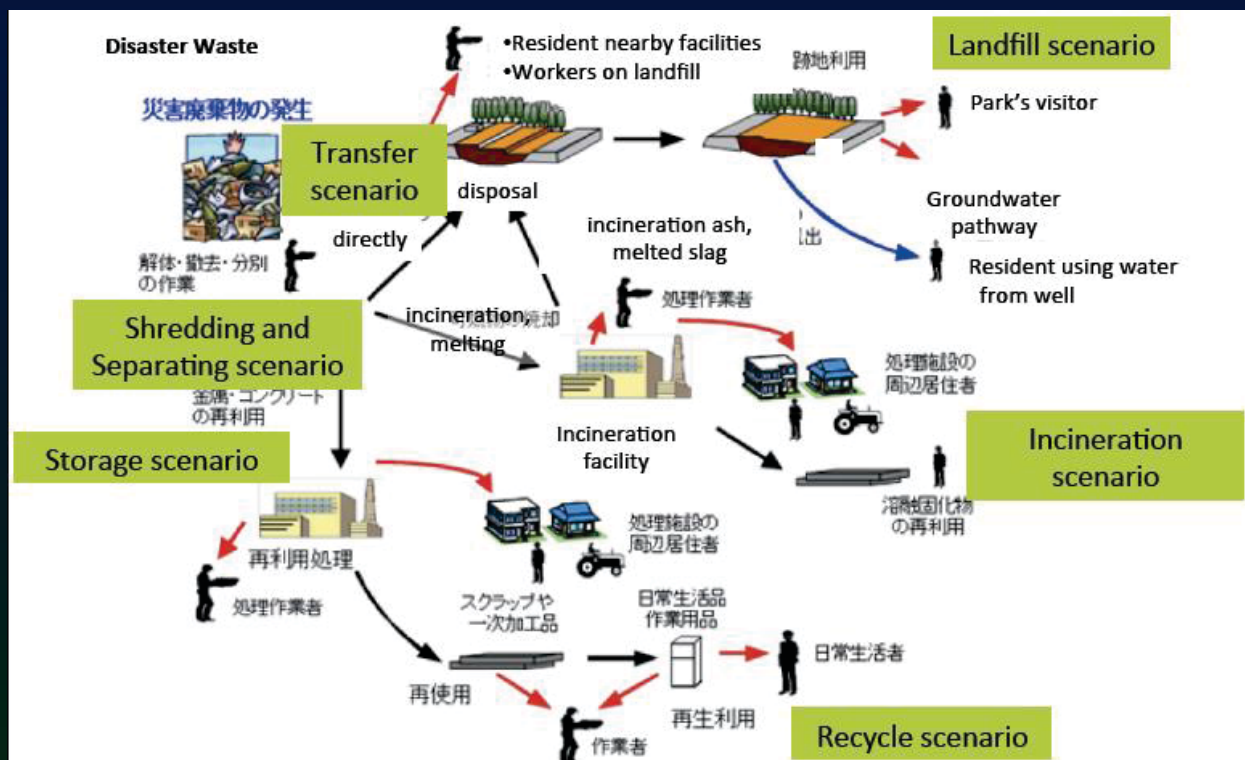 Disaster Waste
災害廃棄物の発生
•Resident nearby facilities
•Workers on landfill
跡地利用
Landfill scenario
Park's visitor
Transfer
scenario
disposal
directly
incineration ash,
melted slag
Groundwater
pathway
Resident using water
from well
出
解体・撤去・分別
の作業
処理作業者
Shredding and
Separating scenario
incineration,
melting
の焼却
処理施設の
周辺居住者
金属・コンクリート
の再利用
Storage scenario
Incineration
facility
Incineration
scenario
溶融固化物
の再利用
再利用処理
処理作業者
処理施設の
周辺居住者
スクラップや
一次加工品
日常生活品
作業用品
再使用
再生利用
日常生活者
作業者
Recycle scenario